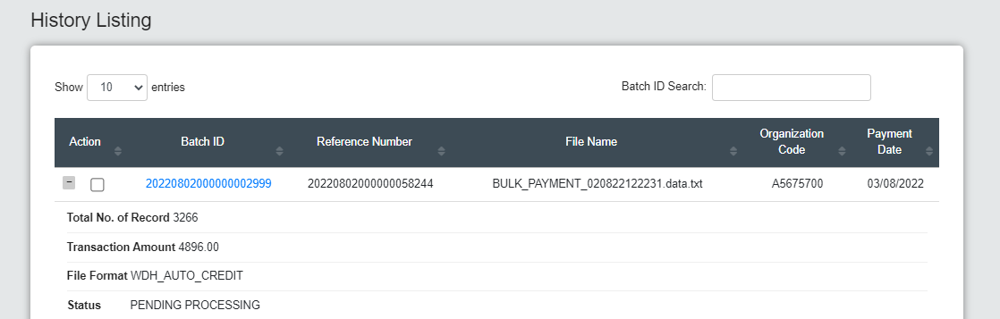 History Listing
Show 10 entries Batch ID Search:
Action Batch ID Reference Number File Name Organization Code Payment Date
20220802000000002999 20220802000000058244 BULK_PAYMENT_020822122231.data.txt A5675700 03/08/2022
Total No. of Record 3266
Transaction Amount 4896.00
File Format WDH_AUTO_CREDIT
Status PENDING PROCESSING